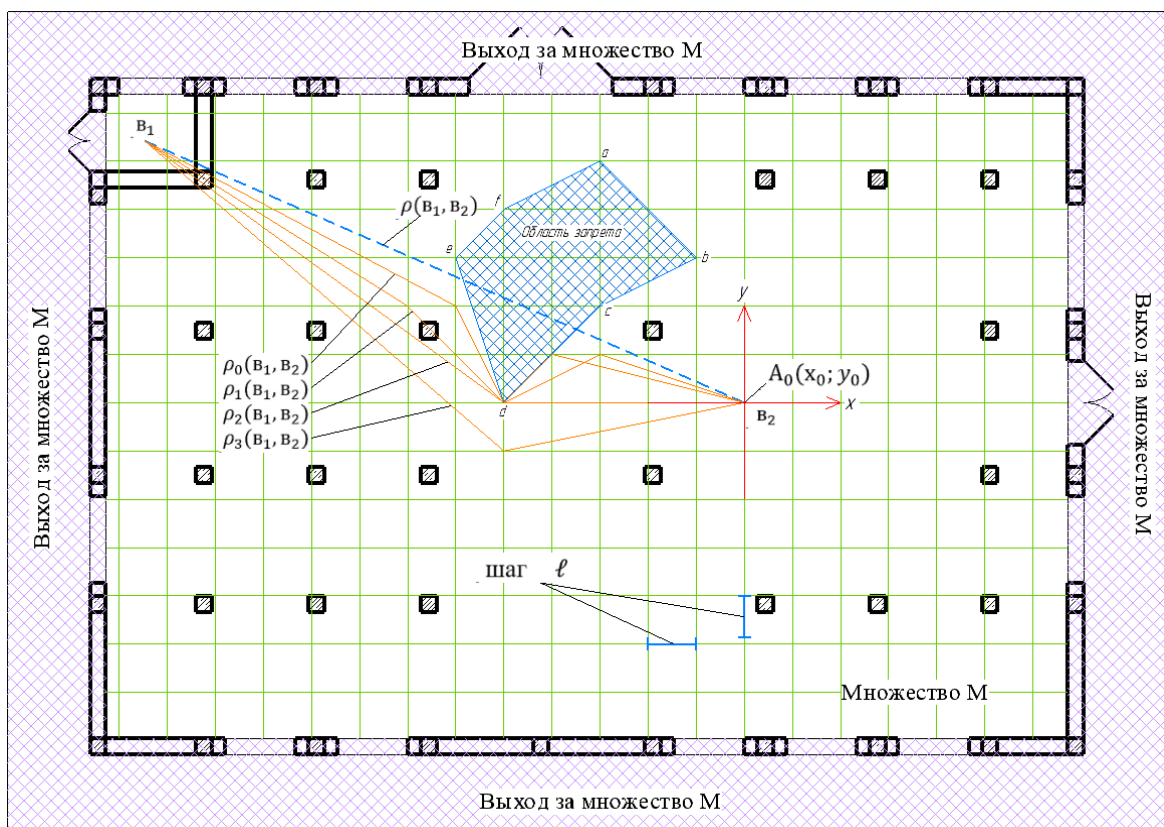 Выход за множество М
в₁
a
ρ(в₁,в₂)
f
Область запрета
e
b
c
y
Выход за множество М
Выход за множество М
ρ₀(в₁,в₂)
ρ₁(в₁,в₂)
ρ₂(в₁,в₂)
ρ₃(в₁,в₂)
A₀(x₀; y₀)
x
d
в₂
шаг ℓ
Множество М
Выход за множество М